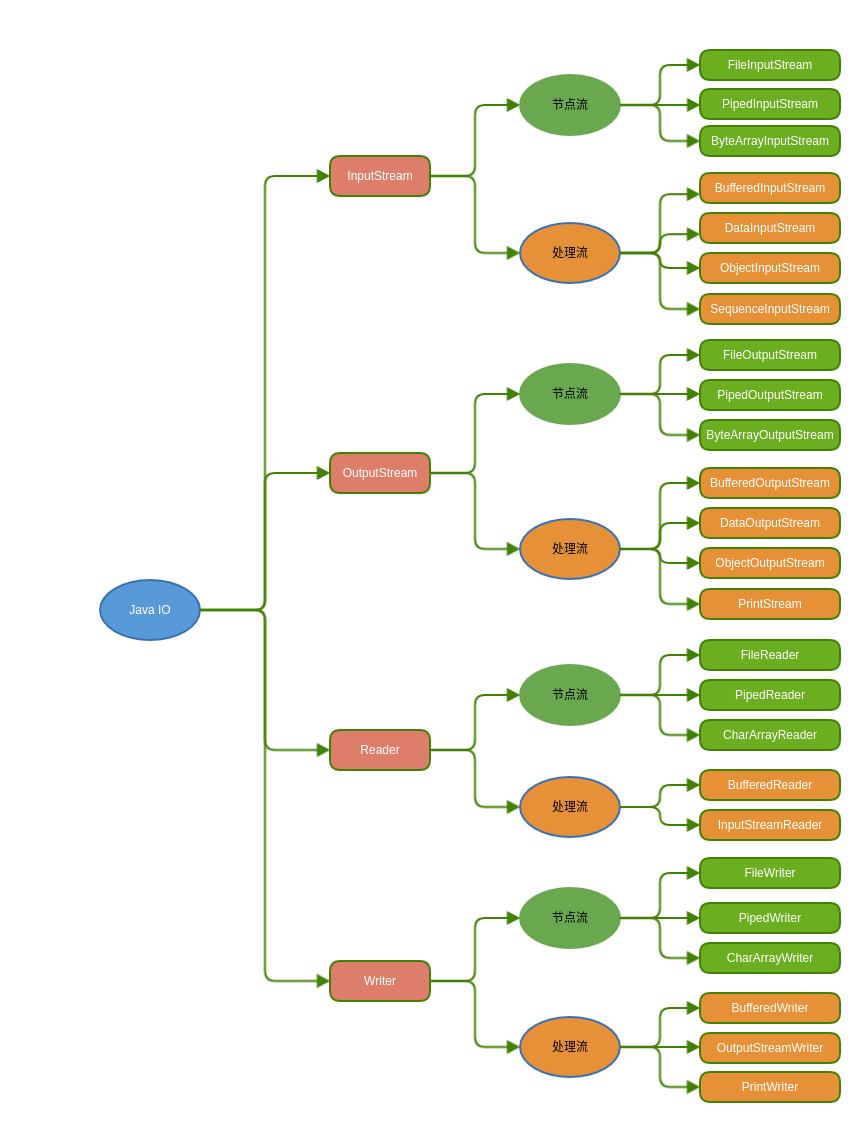 Java IO
InputStream
节点流
FileInputStream
PipedInputStream
ByteArrayInputStream
处理流
BufferedInputStream
DataInputStream
ObjectInputStream
SequenceInputStream
OutputStream
节点流
FileOutputStream
PipedOutputStream
ByteArrayOutputStream
处理流
BufferedOutputStream
DataOutputStream
ObjectOutputStream
PrintStream
Reader
节点流
FileReader
PipedReader
CharArrayReader
处理流
BufferedReader
InputStreamReader
Writer
节点流
FileWriter
PipedWriter
CharArrayWriter
处理流
BufferedWriter
OutputStreamWriter
PrintWriter